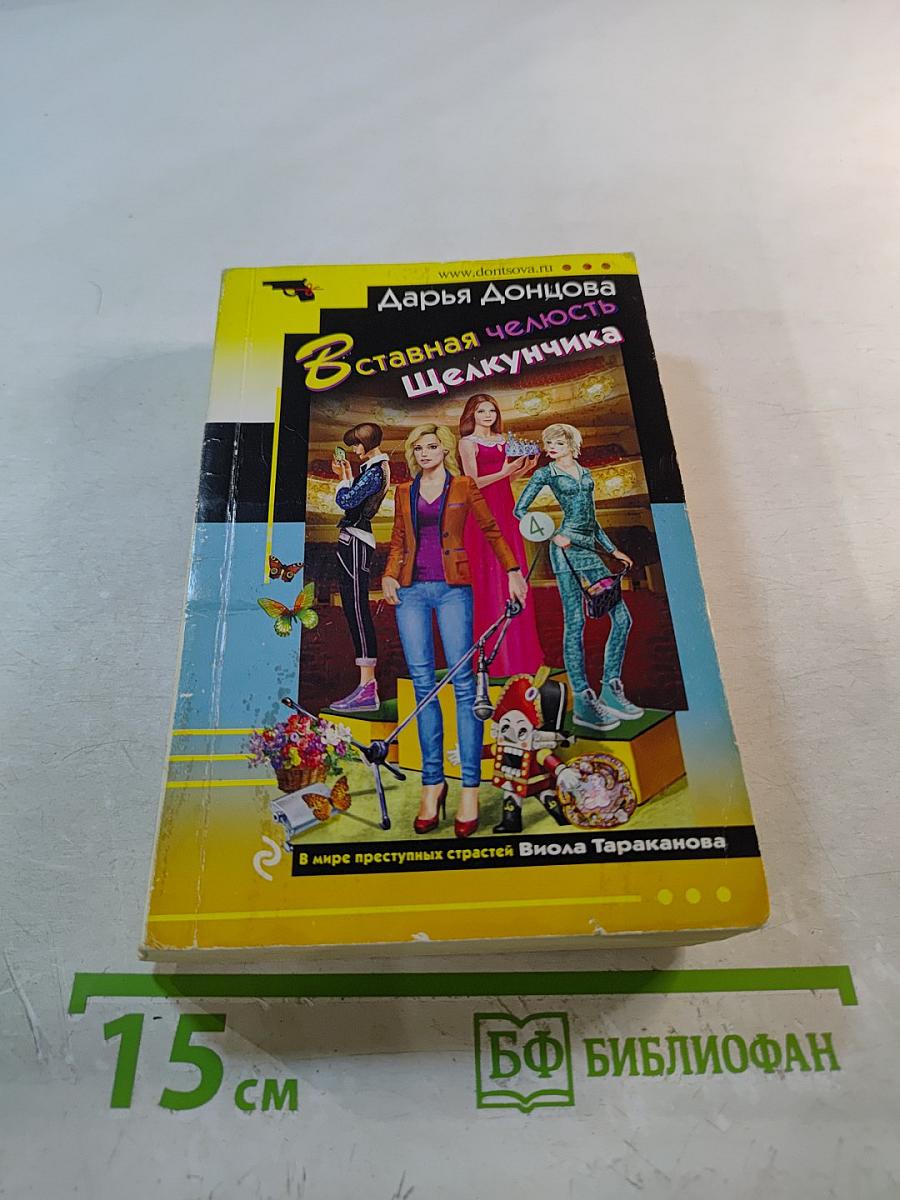 www.dontsova.ru
Дарья Донцова
Вставная челюсть
Щелкунчика
4
В мире преступных страстей Виола Тараканова
15 см
БФ БИБЛИОФАН